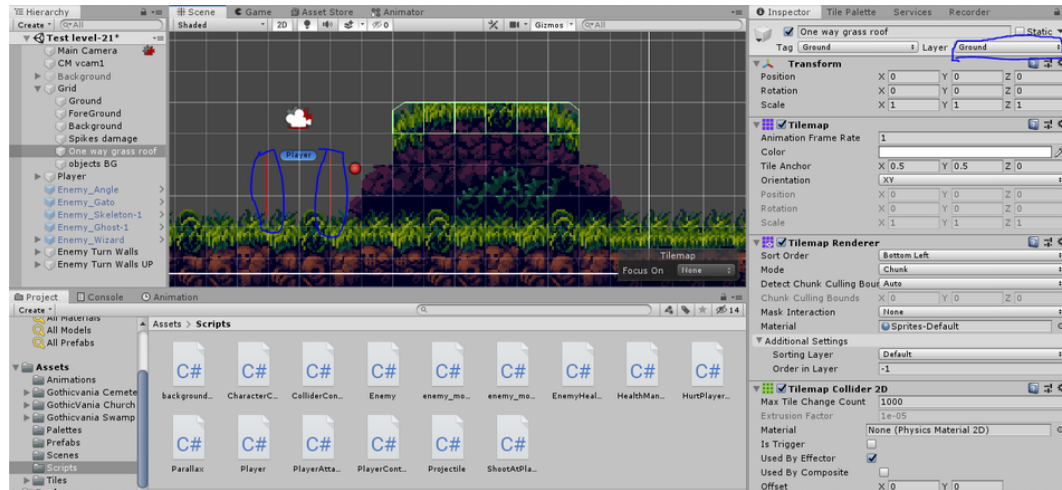 Hierarchy
Create
All
Test level-21*
Main Camera
CM vcam1
Background
Grid
Ground
ForeGround
Background
Spikes damage
One way grass roof
objects BG
Player
Enemy_Angle
Enemy_Gato
Enemy_Skeleton-1
Enemy_Ghost-1
Enemy_Wizard
Enemy Turn Walls
Enemy Turn Walls UP
Scene Game Asset Store Animator
Shaded 2D 0 Gizmos All
Player
Tilemap
Focus On None
Project Console Animation
Create
14
All Materials
All Models
All Prefabs
Assets
Animations
GothicVania Cemete
GothicVania Church
Gothicvania Swamp
Palettes
Prefabs
Scenes
Scripts
Tiles
Assets > Scripts
C# C# C# C# C# C# C# C# C#
background... CharacterC... ColliderCon... Enemy enemy_mo... enemy_mo... EnemyHeal... HealthMan... HurtPlayer...
C# C# C# C# C# C#
Parallax Player PlayerAtta... PlayerCont... Projectile ShootAtPla...
Inspector Tile Palette Services Recorder
One way grass roof Static
Tag Ground Layer Ground
Transform
Position X 0 Y 0 Z 0
Rotation X 0 Y 0 Z 0
Scale X 1 Y 1 Z 1
Tilemap
Animation Frame Rate 1
Color
Tile Anchor X 0.5 Y 0.5 Z 0
Orientation XY
Position X 0 Y 0 Z 0
Rotation X 0 Y 0 Z 0
Scale X 1 Y 1 Z 1
Tilemap Renderer
Sort Order Bottom Left
Mode Chunk
Detect Chunk Culling Bour Auto
Chunk Culling Bounds X 0 Y 0 Z 0
Mask Interaction None
Material Sprites-Default
Additional Settings
Sorting Layer Default
Order in Layer -1
Tilemap Collider 2D
Max Tile Change Count 1000
Extrusion Factor 1e-05
Material None (Physics Material 2D)
Is Trigger
Used By Effector
Used By Composite
Offset X 0 Y 0